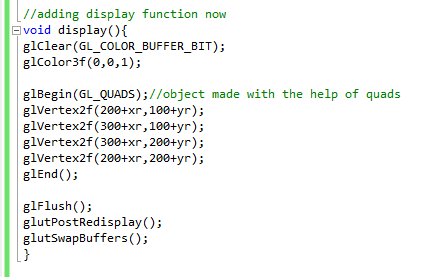 //adding display function now
void display(){
glClear(GL_COLOR_BUFFER_BIT);
glColor3f(0,0,1);
glBegin(GL_QUADS);//object made with the help of quads
glVertex2f(200+xr,100+yr);
glVertex2f(300+xr,100+yr);
glVertex2f(300+xr,200+yr);
glVertex2f(200+xr,200+yr);
glEnd();
glFlush();
glutPostRedisplay();
glutSwapBuffers();
}